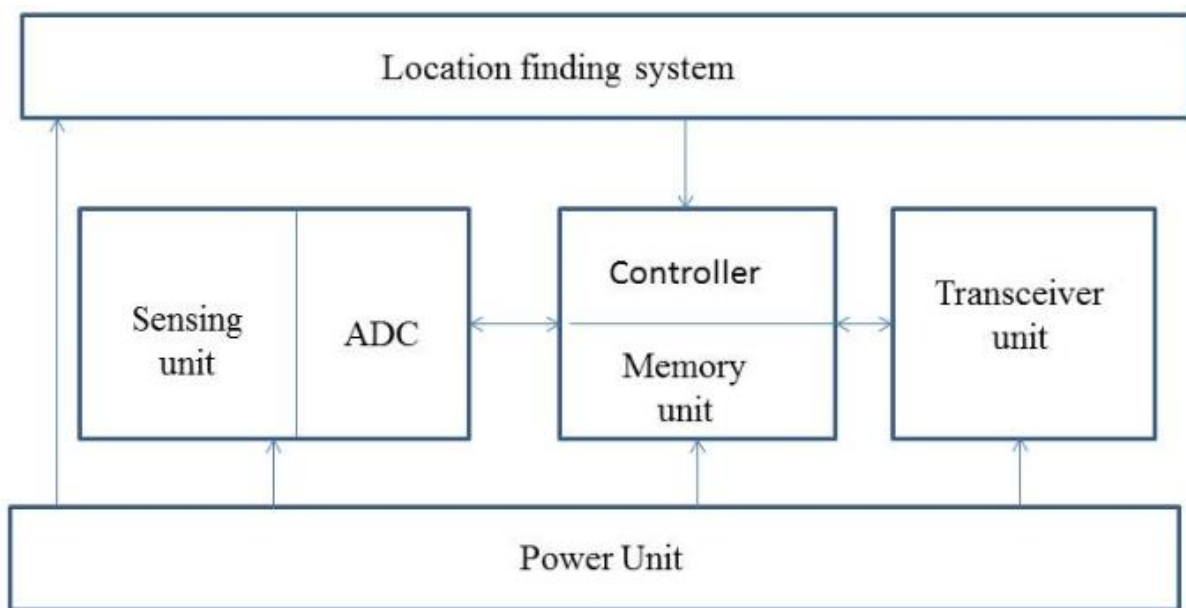 Location finding system
Sensing
unit
ADC
Controller
Memory
unit
Transceiver
unit
Power Unit